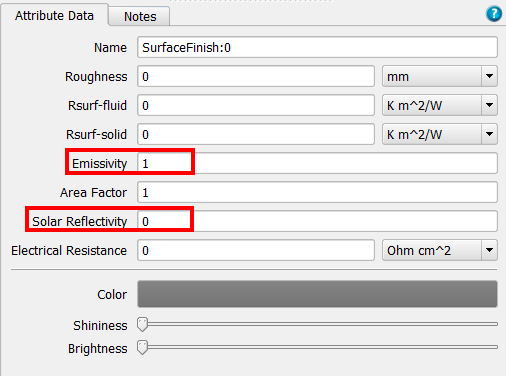 Attribute Data Notes ?
Name SurfaceFinish:0
Roughness 0 mm
Rsurf-fluid 0 K m^2/W
Rsurf-solid 0 K m^2/W
Emissivity 1
Area Factor 1
Solar Reflectivity 0
Electrical Resistance 0 Ohm cm^2
Color
Shininess
Brightness